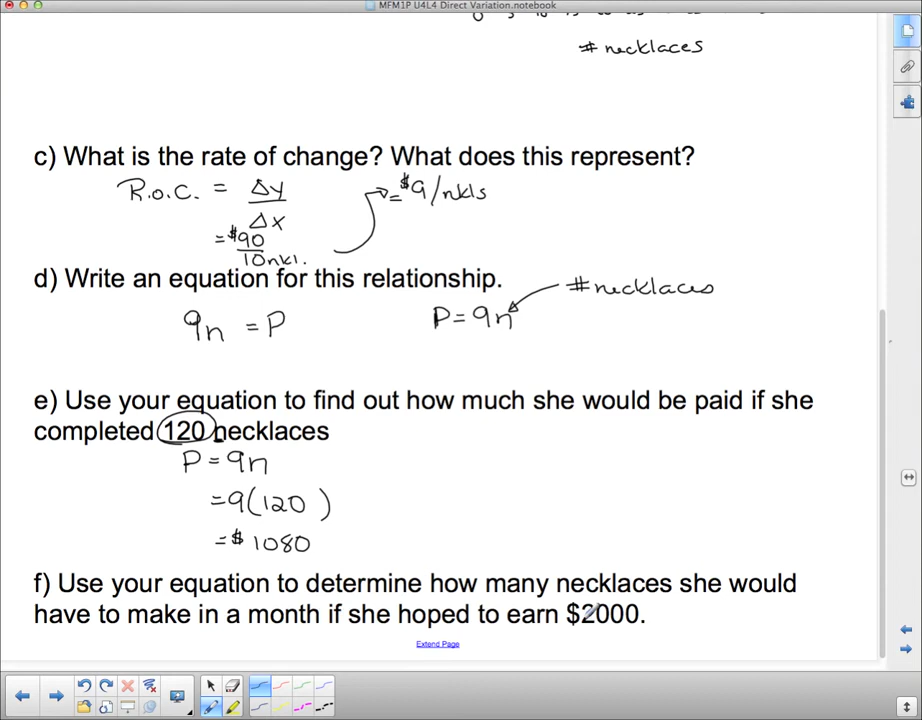 MFM1P U4L4 Direct Variation.notebook
# necklaces
c) What is the rate of change? What does this represent?
R.o.C. = Δy
Δx
= $9/nkls
= $90
10nkl.
d) Write an equation for this relationship.
# necklaces
9n = P
P = 9n
e) Use your equation to find out how much she would be paid if she
completed 120 necklaces
P = 9n
= 9(120 )
= $ 1080
f) Use your equation to determine how many necklaces she would
have to make in a month if she hoped to earn $2000.
Extend Page